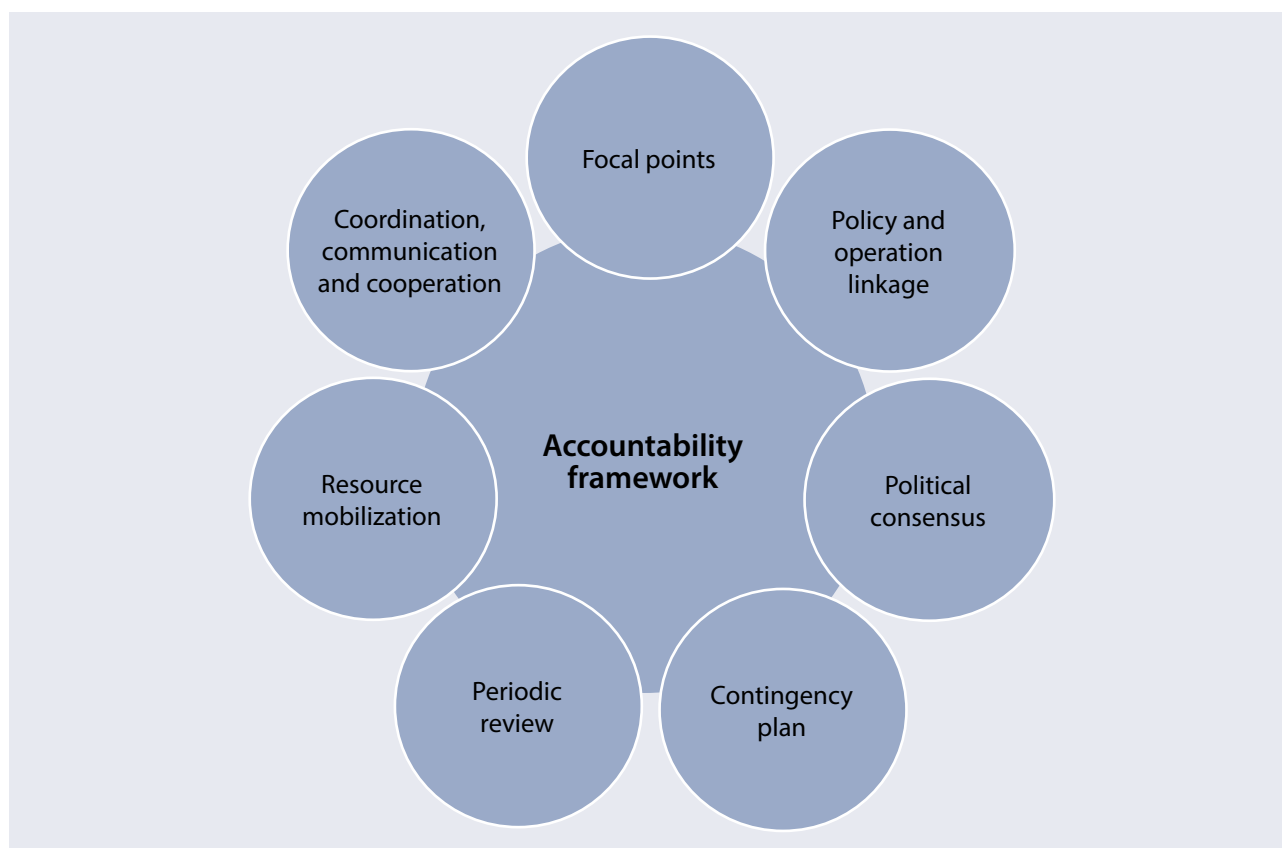 Focal points
Policy and
operation
linkage
Political
consensus
Contingency
plan
Periodic
review
Resource
mobilization
Coordination,
communication
and cooperation
Accountability
framework